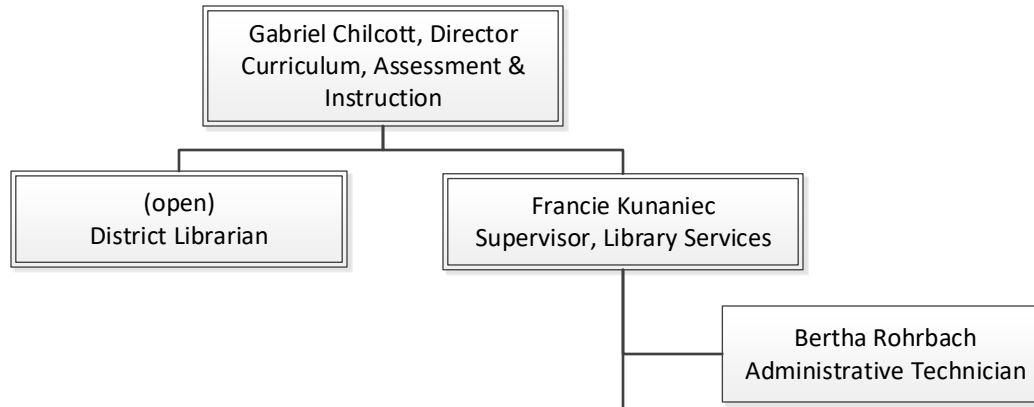 Gabriel Chilcott, Director
Curriculum, Assessment &
Instruction
(open)
District Librarian
Francie Kunaniec
Supervisor, Library Services
Bertha Rohrbach
Administrative Technician